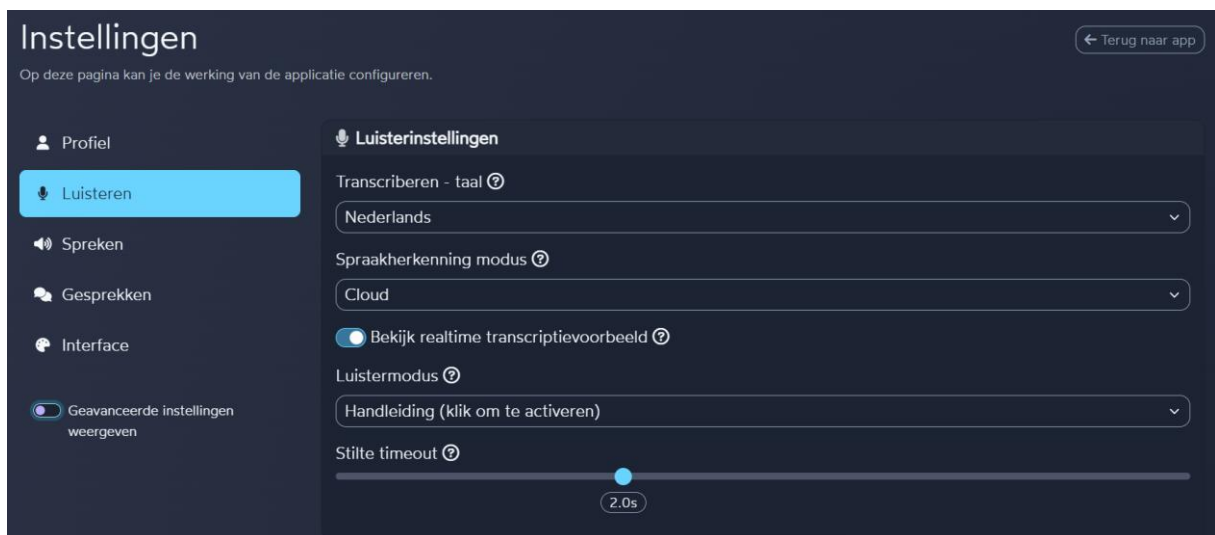 Instellingen
← Terug naar app
Op deze pagina kan je de werking van de applicatie configureren.
Profiel
Luisteren
Spreken
Gesprekken
Interface
Geavanceerde instellingen
weergeven
Luisterinstellingen
Transcriberen - taal ?
Nederlands
Spraakherkenning modus ?
Cloud
Bekijk realtime transcriptievoorbeeld ?
Luistermodus ?
Handleiding (klik om te activeren)
Stilte timeout ?
2.0s